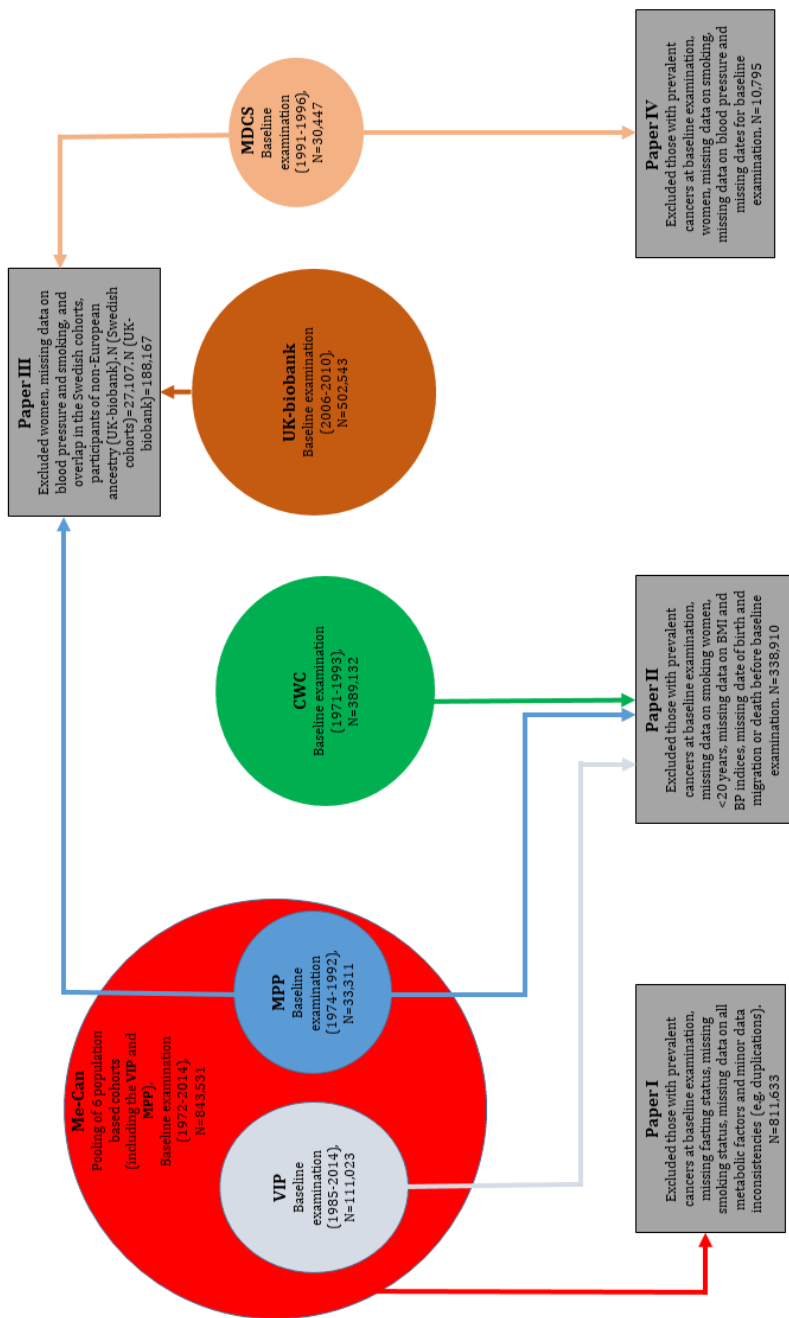 Paper III
Excluded women, missing data on
blood pressure and smoking, and
overlap in the Swedish cohorts,
participants of non-European
ancestry (UK-biobank). N (Swedish
cohorts)=27,107. N (UK-
biobank)=188,167
Me-Can
Pooling of 6 population
based cohorts
(including the VIP and
MPP).
Baseline examination
(1972-2014),
N=843,531
VIP
Baseline
examination
(1985-2014),
N=111,023
MPP
Baseline
examination
(1974-1992),
N=33,311
CWC
Baseline examination
(1971-1993),
N=389,132
UK-biobank
Baseline examination
(2006-2010),
N=502,543
MDCS
Baseline
examination
(1991-1996),
N=30,447
Paper I
Excluded those with prevalent
cancers at baseline examination,
missing fasting status, missing
smoking status, missing data on all
metabolic factors and minor data
inconsistencies (e.g. duplications).
N=811,633
Paper II
Excluded those with prevalent
cancers at baseline examination,
missing data on smoking women,
<20 years, missing data on BMI and
BP indices, missing date of birth and
migration or death before baseline
examination. N=338,910
Paper IV
Excluded those with prevalent
cancers at baseline examination,
women, missing data on smoking,
missing data on blood pressure and
missing dates for baseline
examination. N=10,795